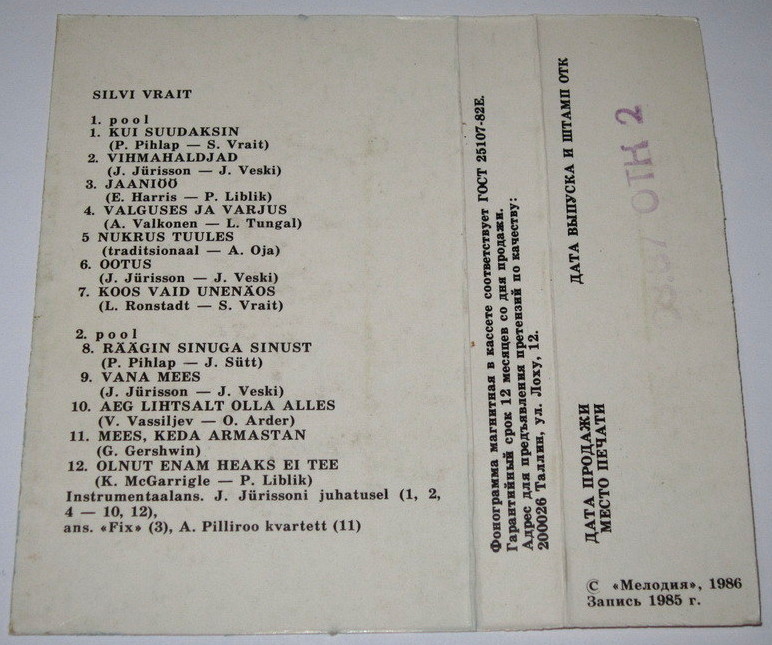 SILVI VRAIT
1. pool
1. KUI SUUDAKSIN
(P. Pihlap — S. Vrait)
2. VIHMAHALDJAD
(J. Jürisson — J. Veski)
3. JAANIÖÖ
(E. Harris — P. Liblik)
4. VALGUSES JA VARJUS
(A. Valkonen — L. Tungal)
5 NUKRUS TUULES
(traditsionaal — A. Oja)
6. OOTUS
(J. Jürisson — J. Veski)
7. KOOS VAID UNENÄOS
(L. Ronstadt — S. Vrait)
2. pool
8. RÄÄGIN SINUGA SINUST
(P. Pihlap — J. Sütt)
9. VANA MEES
(J. Jürisson — J. Veski)
10. AEG LIHTSALT OLLA ALLES
(V. Vassiljev — O. Arder)
11. MEES, KEDA ARMASTAN
(G. Gershwin)
12. OLNUT ENAM HEAKS EI TEE
(K. McGarrigle — P. Liblik)
Instrumentaalans. J. Jürissoni juhatusel (1, 2,
4 — 10, 12),
ans. «Fix» (3), A. Pilliroo kvartett (11)
Фонограмма магнитная в кассете соответствует ГОСТ 25107-82Е.
Гарантийный срок 12 месяцев со дня продажи.
Адрес для предъявления претензий по качеству:
200026 Таллин, ул. Лоху, 12.
ДАТА ВЫПУСКА И ШТАМП ОТК
ОТК 2
ДАТА ПРОДАЖИ
МЕСТО ПЕЧАТИ
© «Мелодия», 1986
Запись 1985 г.